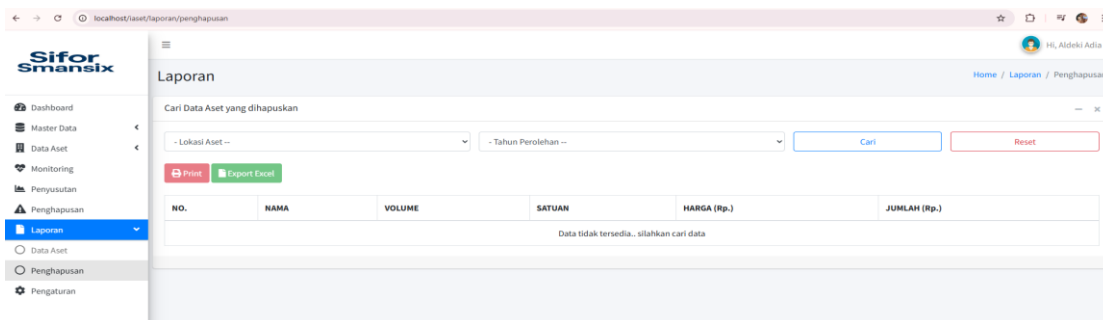 localhost/iaset/laporan/penghapusan
Sifor
Smansix
Hi, Aldeki Adia
Laporan
Home / Laporan / Penghapusa
Dashboard
Master Data
Data Aset
Monitoring
Penyusutan
Penghapusan
Laporan
Data Aset
Penghapusan
Pengaturan
Cari Data Aset yang dihapuskan
- Lokasi Aset -- - Tahun Perolehan -- Cari Reset
Print Export Excel
NO. NAMA VOLUME SATUAN HARGA (Rp.) JUMLAH (Rp.)
Data tidak tersedia.. silahkan cari data